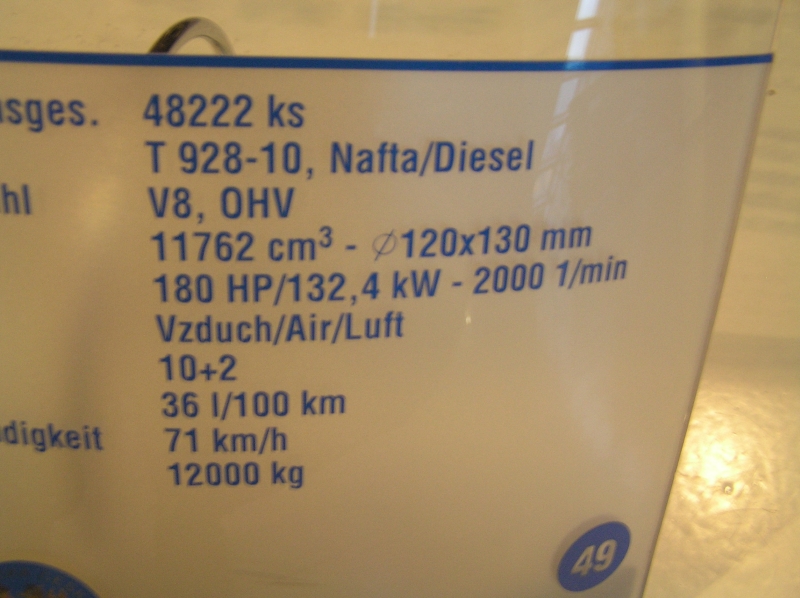 usges. 48222 ks
T 928-10, Nafta/Diesel
hl V8, OHV
11762 cm³ - ∅120x130 mm
180 HP/132,4 kW - 2000 1/min
Vzduch/Air/Luft
10+2
36 l/100 km
digkeit 71 km/h
12000 kg
49